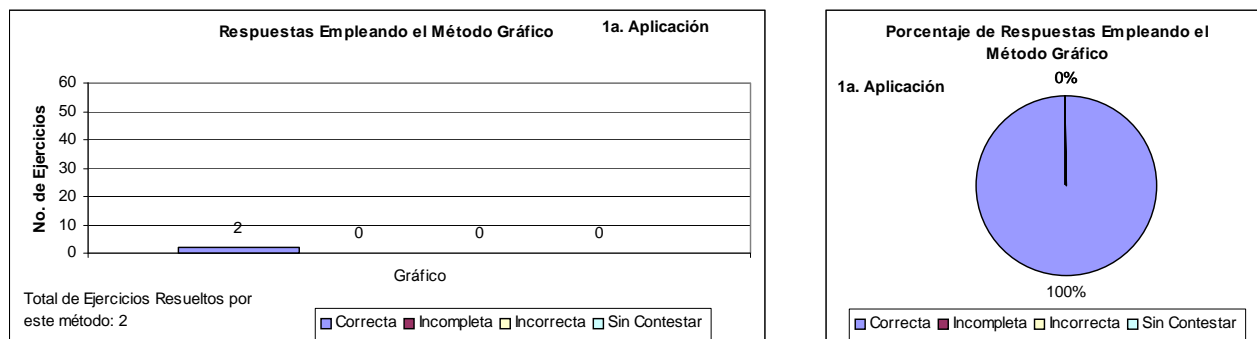 Respuestas Empleando el Método Gráfico
1a. Aplicación
No. de Ejercicios
60
50
40
30
20
10
0
2
0
0
0
Gráfico
Total de Ejercicios Resueltos por
este método: 2
Correcta Incompleta Incorrecta Sin Contestar
Porcentaje de Respuestas Empleando el
Método Gráfico
1a. Aplicación
0%
100%
Correcta Incompleta Incorrecta Sin Contestar